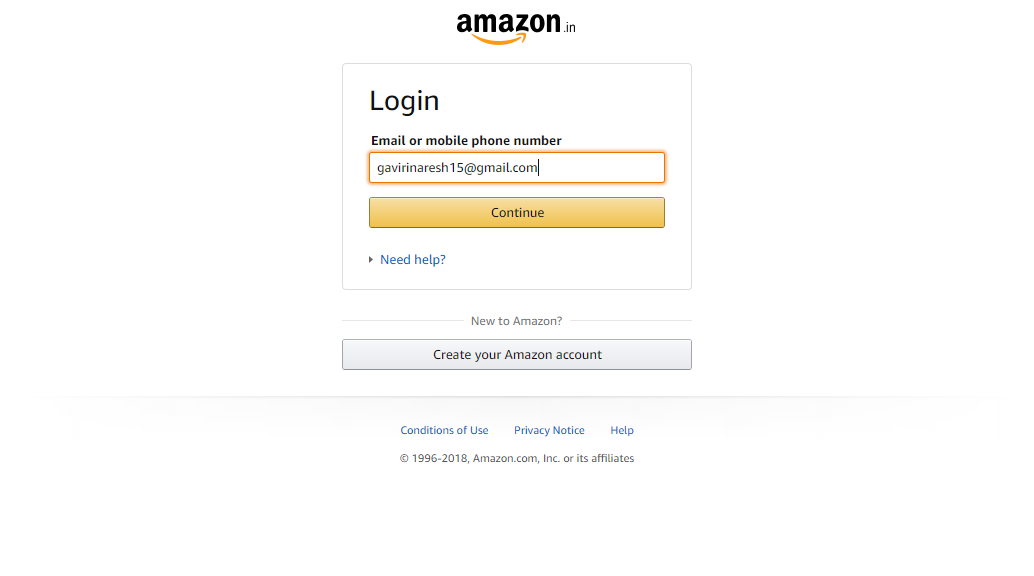 amazon.in
Login
Email or mobile phone number
gavirinaresh15@gmail.com
Continue
Need help?
New to Amazon?
Create your Amazon account
Conditions of Use Privacy Notice Help
© 1996-2018, Amazon.com, Inc. or its affiliates